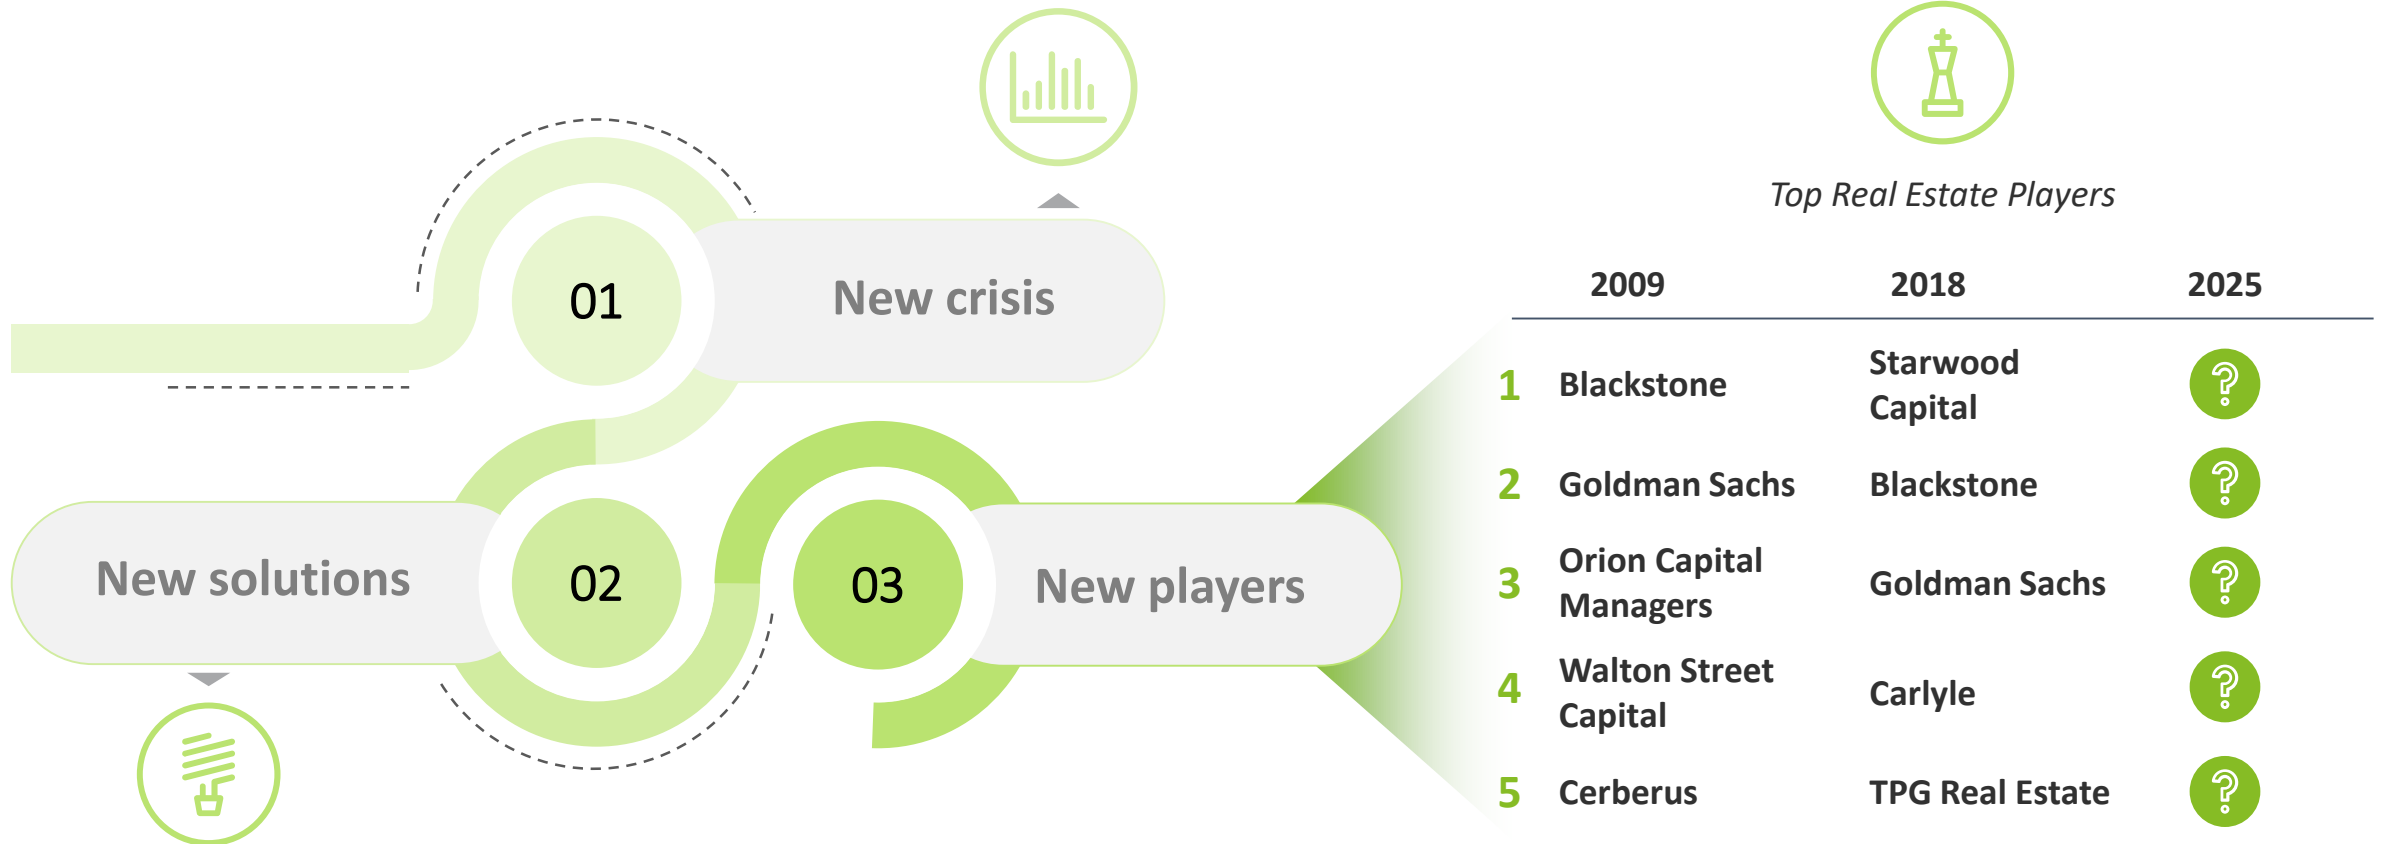 01
New crisis
New solutions
02
03
New players
Top Real Estate Players
2009 2018 2025
1 Blackstone Starwood
Capital ?
2 Goldman Sachs Blackstone ?
3 Orion Capital
Managers Goldman Sachs ?
4 Walton Street
Capital Carlyle ?
5 Cerberus TPG Real Estate ?